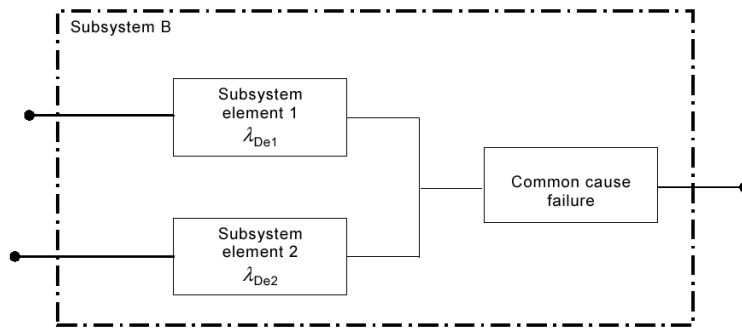 Subsystem B
Subsystem
element 1
λDe1
Common cause
failure
Subsystem
element 2
λDe2